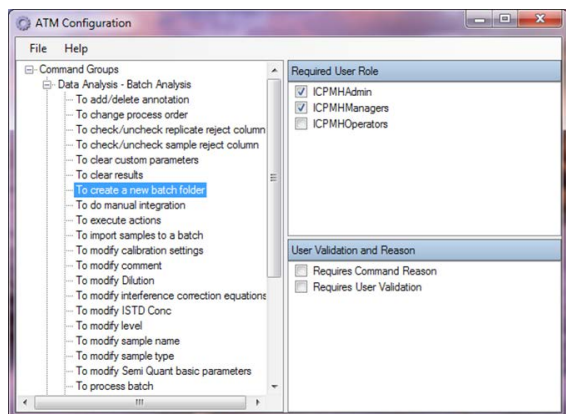 ATM Configuration
File Help
Command Groups
Data Analysis - Batch Analysis
To add/delete annotation
To change process order
To check/uncheck replicate reject column
To check/uncheck sample reject column
To clear custom parameters
To clear results
To create a new batch folder
To do manual integration
To execute actions
To import samples to a batch
To modify calibration settings
To modify comment
To modify Dilution
To modify interference correction equations
To modify ISTD Conc
To modify level
To modify sample name
To modify sample type
To modify Semi Quant basic parameters
To process batch
Required User Role
ICPMHAdmin
ICPMHManagers
ICPMHOperators
User Validation and Reason
Requires Command Reason
Requires User Validation